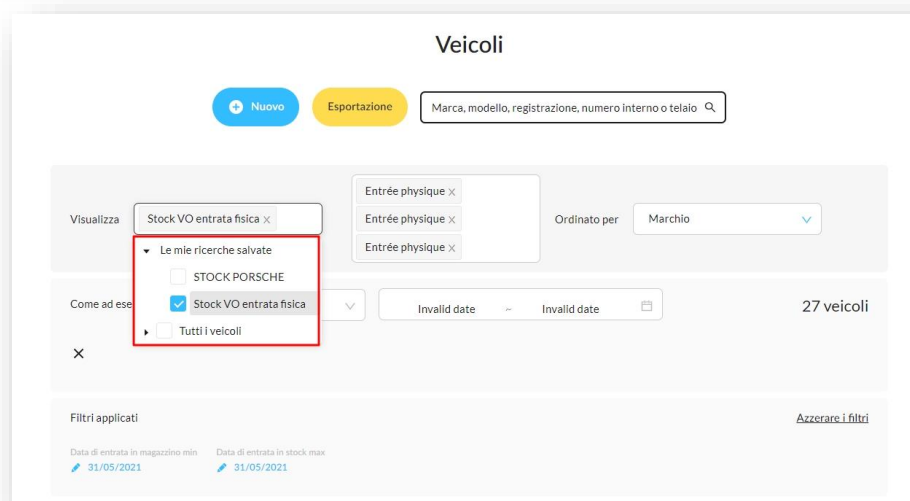 Veicoli
Nuovo
Esportazione
Marca, modello, registrazione, numero interno o telaio
Visualizza
Stock VO entrata fisica ×
Entrée physique ×
Entrée physique ×
Entrée physique ×
Ordinato per
Marchio
Le mie ricerche salvate
STOCK PORSCHE
Stock VO entrata fisica
Tutti i veicoli
Come ad ese
Invalid date ~ Invalid date
27 veicoli
Filtri applicati
Azzerare i filtri
Data di entrata in magazzino min
Data di entrata in stock max
31/05/2021
31/05/2021